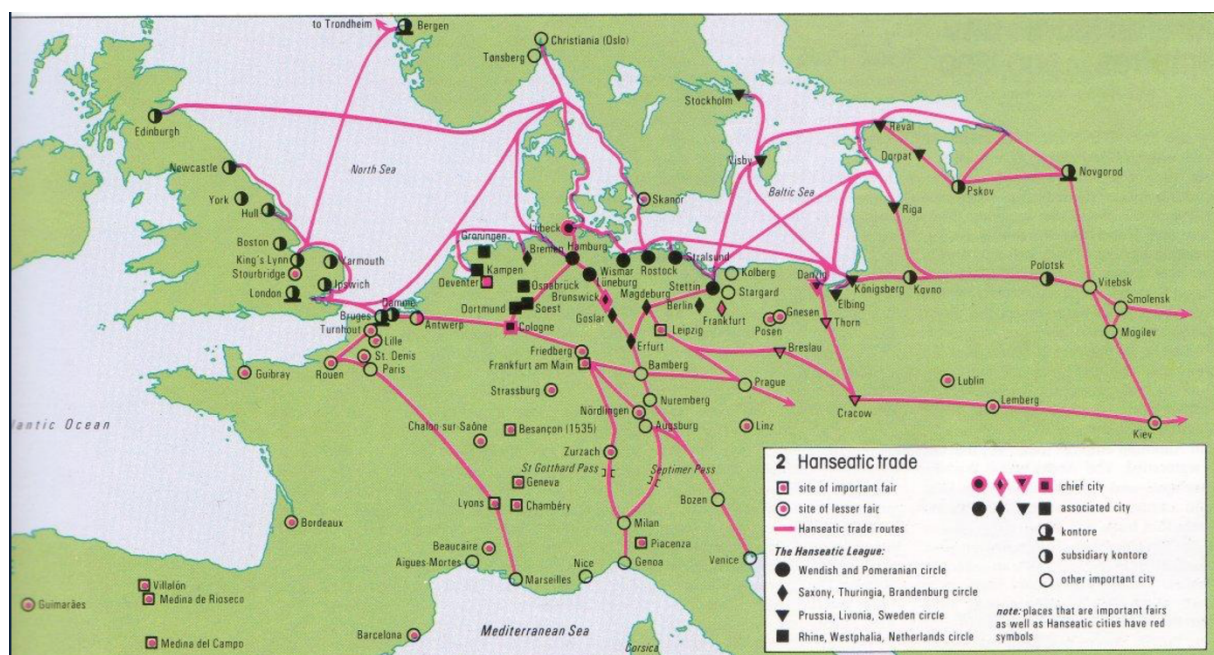 to Trondheim
Bergen
Christiania (Oslo)
Tønsberg
Stockholm
Edinburgh
Reval
Dorpat
Visby
Newcastle
North Sea
Baltic Sea
Novgorod
Pskov
York
Hull
Skanör
Riga
Lübeck
Groningen
Hamburg
Bremen
Boston
King's Lynn
Yarmouth
Stourbridge
Kampen
Wismar
Rostock
Stralsund
Kolberg
Danzig
Polotsk
Deventer
Lüneburg
Stettin
Königsberg
Kovno
Vitebsk
Ipswich
London
Osnabrück
Brunswick
Magdeburg
Stargard
Elbing
Smolensk
Damme
Dortmund
Soest
Berlin
Gnesen
Bruges
Goslar
Frankfurt
Posen
Thorn
Mogilev
Turnhout
Antwerp
Cologne
Leipzig
Lille
Erfurt
Breslau
St. Denis
Friedberg
Guibray
Rouen
Paris
Frankfurt am Main
Bamberg
Prague
Lublin
Strassburg
Nuremberg
Cracow
Lemberg
Nördlingen
Kiev
lantic Ocean
Chalon-sur-Saône
Besançon (1535)
Augsburg
Linz
Zurzach
St Gotthard Pass
Septimer Pass
Geneva
Lyons
Chambéry
Bozen
Bordeaux
Milan
Piacenza
Beaucaire
Aigues-Mortes
Nice
Genoa
Venice
Marseilles
Villalón
Medina de Rioseco
Guimarães
Medina del Campo
Barcelona
Mediterranean Sea
Corsica
2 Hanseatic trade
site of important fair
site of lesser fair
Hanseatic trade routes
The Hanseatic League:
Wendish and Pomeranian circle
Saxony, Thuringia, Brandenburg circle
Prussia, Livonia, Sweden circle
Rhine, Westphalia, Netherlands circle
chief city
associated city
kontore
subsidiary kontore
other important city
note: places that are important fairs
as well as Hanseatic cities have red
symbols